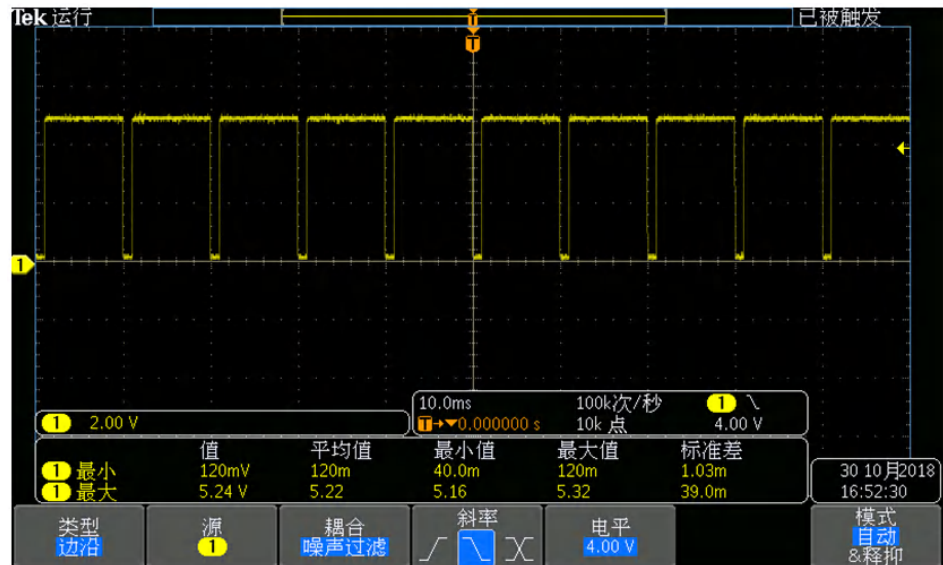 Tek 运行 T 已被触发
T
1
1 2.00 V
10.0ms 100k次/秒 1
T→▼0.000000 s 10k 点 4.00 V
值 平均值 最小值 最大值 标准差
1 最小 120mV 120m 40.0m 120m 1.03m
1 最大 5.24 V 5.22 5.16 5.32 39.0m
30 10月2018
16:52:30
类型
边沿
源
1
耦合
噪声过滤
斜率
电平
4.00 V
模式
自动
&释抑